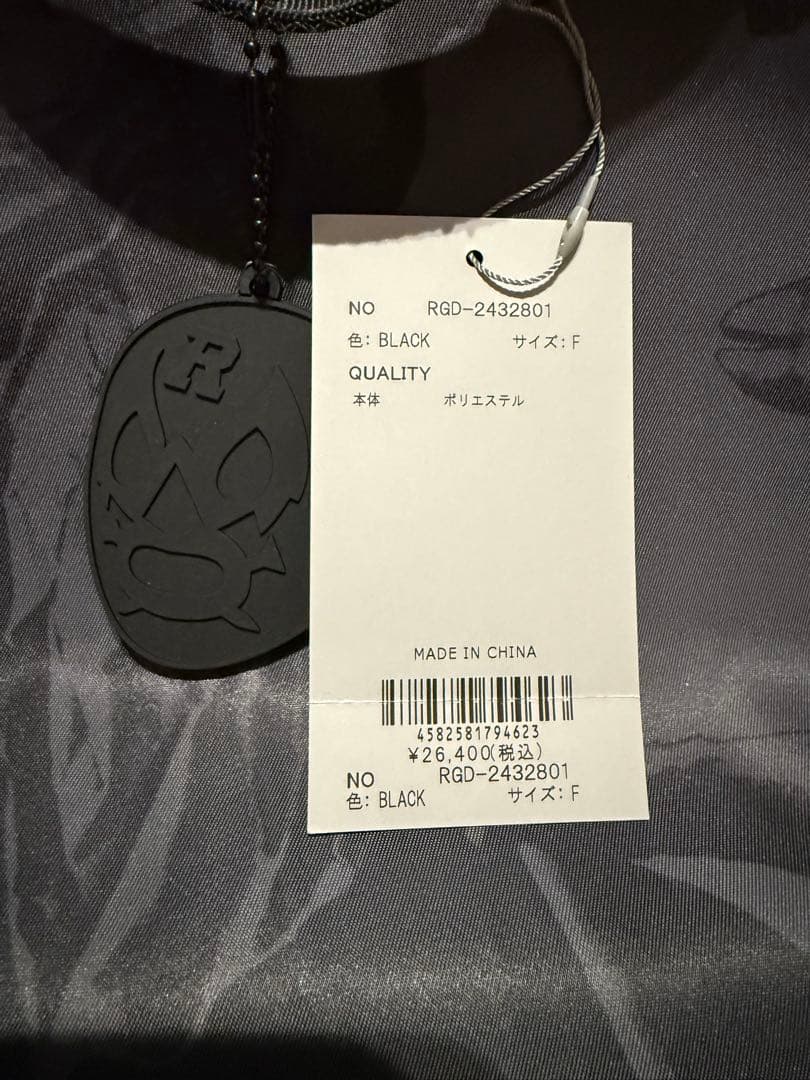 R
NO RGD-2432801
色: BLACK サイズ: F
QUALITY
本体 ポリエステル
MADE IN CHINA
4582581794623
¥26,400(税込)
NO RGD-2432801
色: BLACK サイズ: F